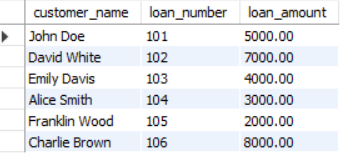 customer_name loan_number loan_amount
John Doe 101 5000.00
David White 102 7000.00
Emily Davis 103 4000.00
Alice Smith 104 3000.00
Franklin Wood 105 2000.00
Charlie Brown 106 8000.00